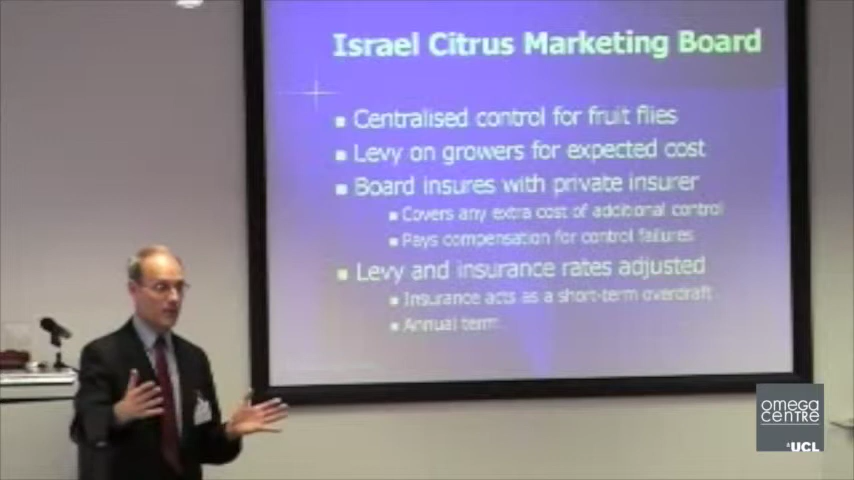 Israel Citrus Marketing Board
Centralised control for fruit flies
Levy on growers for expected cost
Board insures with private insurer
Covers any extra cost of additional control
Pays compensation for control failures
Levy and insurance rates adjusted
Insurance acts as a short-term overdraft
Annual term
omega
centre
UCL